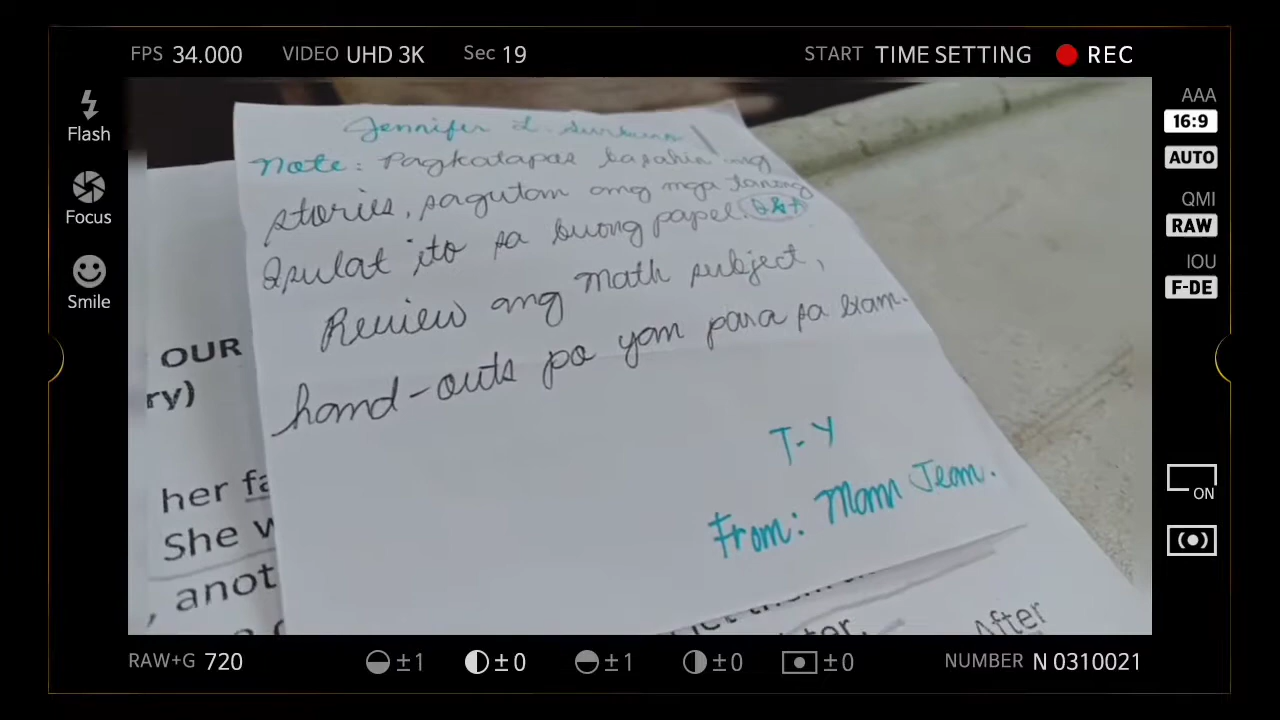 FPS 34.000 VIDEO UHD 3K Sec 19 START TIME SETTING REC
Flash
Focus
Smile
AAA
16:9
AUTO
QMI
RAW
IOU
F-DE
ON
Jennifer L.
Note: Pagkatapos basahin ang
stories, sagutan ang mga tanong
Isulat ito sa buong papel.
Review ang Math subject,
hand-outs po yan para sa exam.
T-Y
From: Mam Jean.
OUR
ry)
her fa
She w
, anot
After
RAW+G 720 ±1 ±0 ±1 ±0 ±0 NUMBER N 0310021